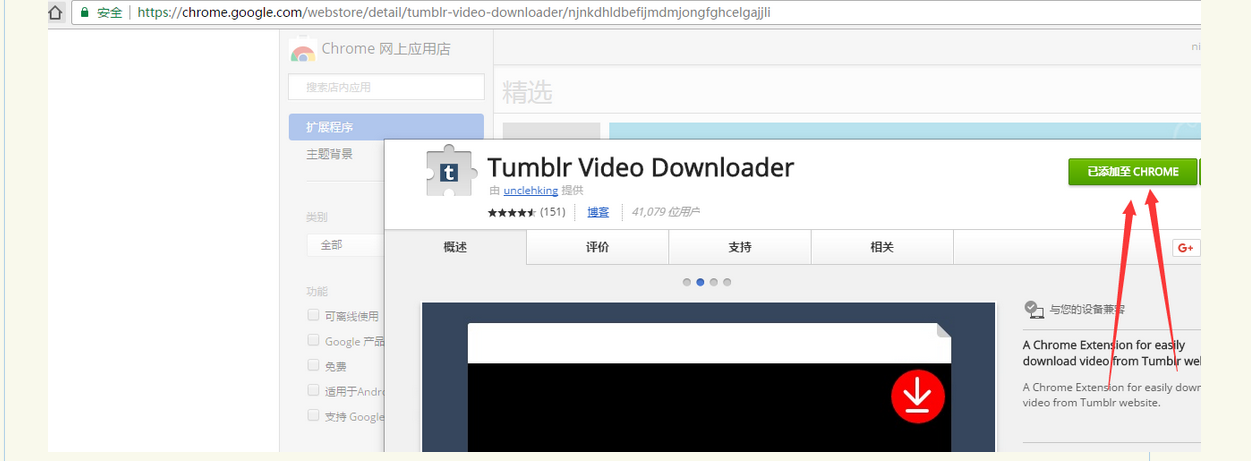 安全 https://chrome.google.com/webstore/detail/tumblr-video-downloader/njnkdhldbefijmdmjongfghcelgajjli
Chrome 网上应用店
ni
搜索店内应用
精选
扩展程序
主题背景
Tumblr Video Downloader
已添加至 CHROME
由 unclehking 提供
(151) 博客 41,079 位用户
类别
全部
概述 评价 支持 相关
G+
功能
可离线使用
Google 产品
免费
适用于Andro
支持 Google
与您的设备兼容
A Chrome Extension for easily
download video from Tumblr we
A Chrome Extension for easily down
video from Tumblr website.
t